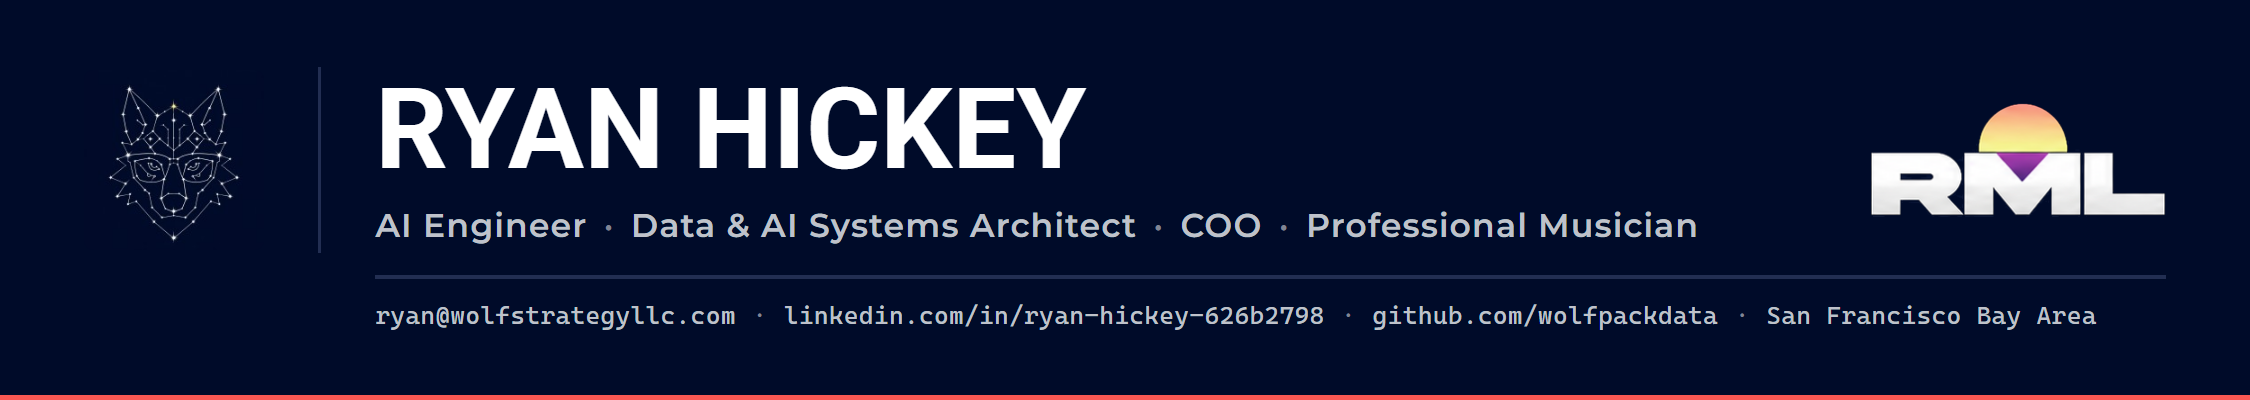 RYAN HICKEY
AI Engineer · Data & AI Systems Architect · COO · Professional Musician
RML
ryan@wolfstrategyllc.com · linkedin.com/in/ryan-hickey-626b2798 · github.com/wolfpackdata · San Francisco Bay Area